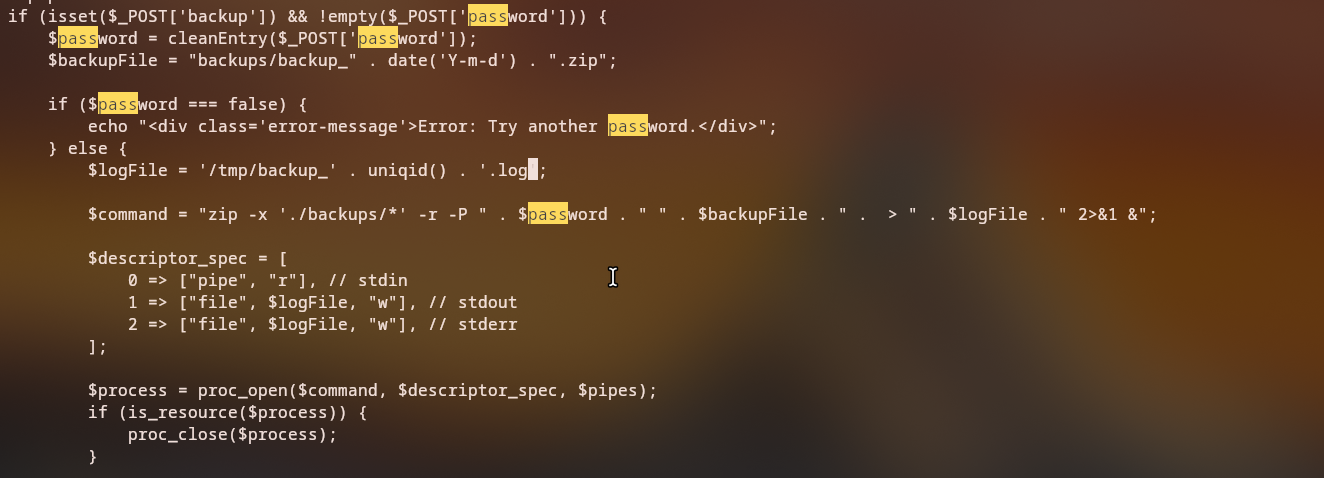 if (isset($_POST['backup']) && !empty($_POST['password'])) {
    $password = cleanEntry($_POST['password']);
    $backupFile = "backups/backup_" . date('Y-m-d') . ".zip";
    if ($password === false) {
        echo "<div class='error-message'>Error: Try another password.</div>";
    } else {
        $logFile = '/tmp/backup_' . uniqid() . '.log';
        $command = "zip -x './backups/*' -r -P " . $password . " " . $backupFile . " .  > " . $logFile . " 2>&1 &";
        $descriptor_spec = [
            0 => ["pipe", "r"], // stdin
            1 => ["file", $logFile, "w"], // stdout
            2 => ["file", $logFile, "w"], // stderr
        ];
        $process = proc_open($command, $descriptor_spec, $pipes);
        if (is_resource($process)) {
            proc_close($process);
        }